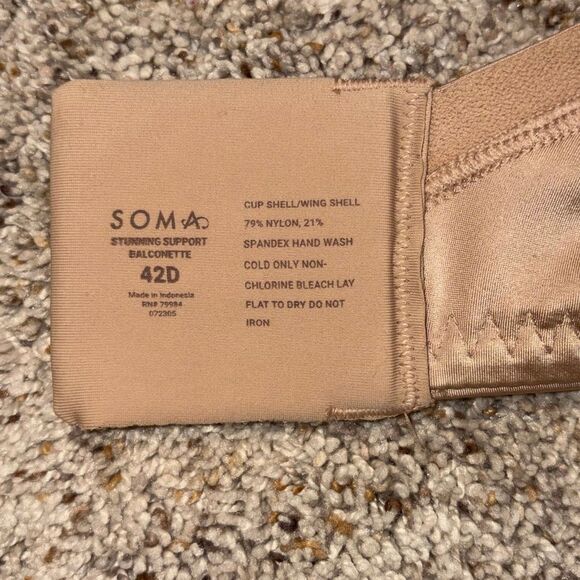 SOMA
STUNNING SUPPORT
BALCONETTE
42D
Made in Indonesia
RN# 79984
072305
CUP SHELL/WING SHELL
79% NYLON, 21%
SPANDEX HAND WASH
COLD ONLY NON-
CHLORINE BLEACH LAY
FLAT TO DRY DO NOT
IRON